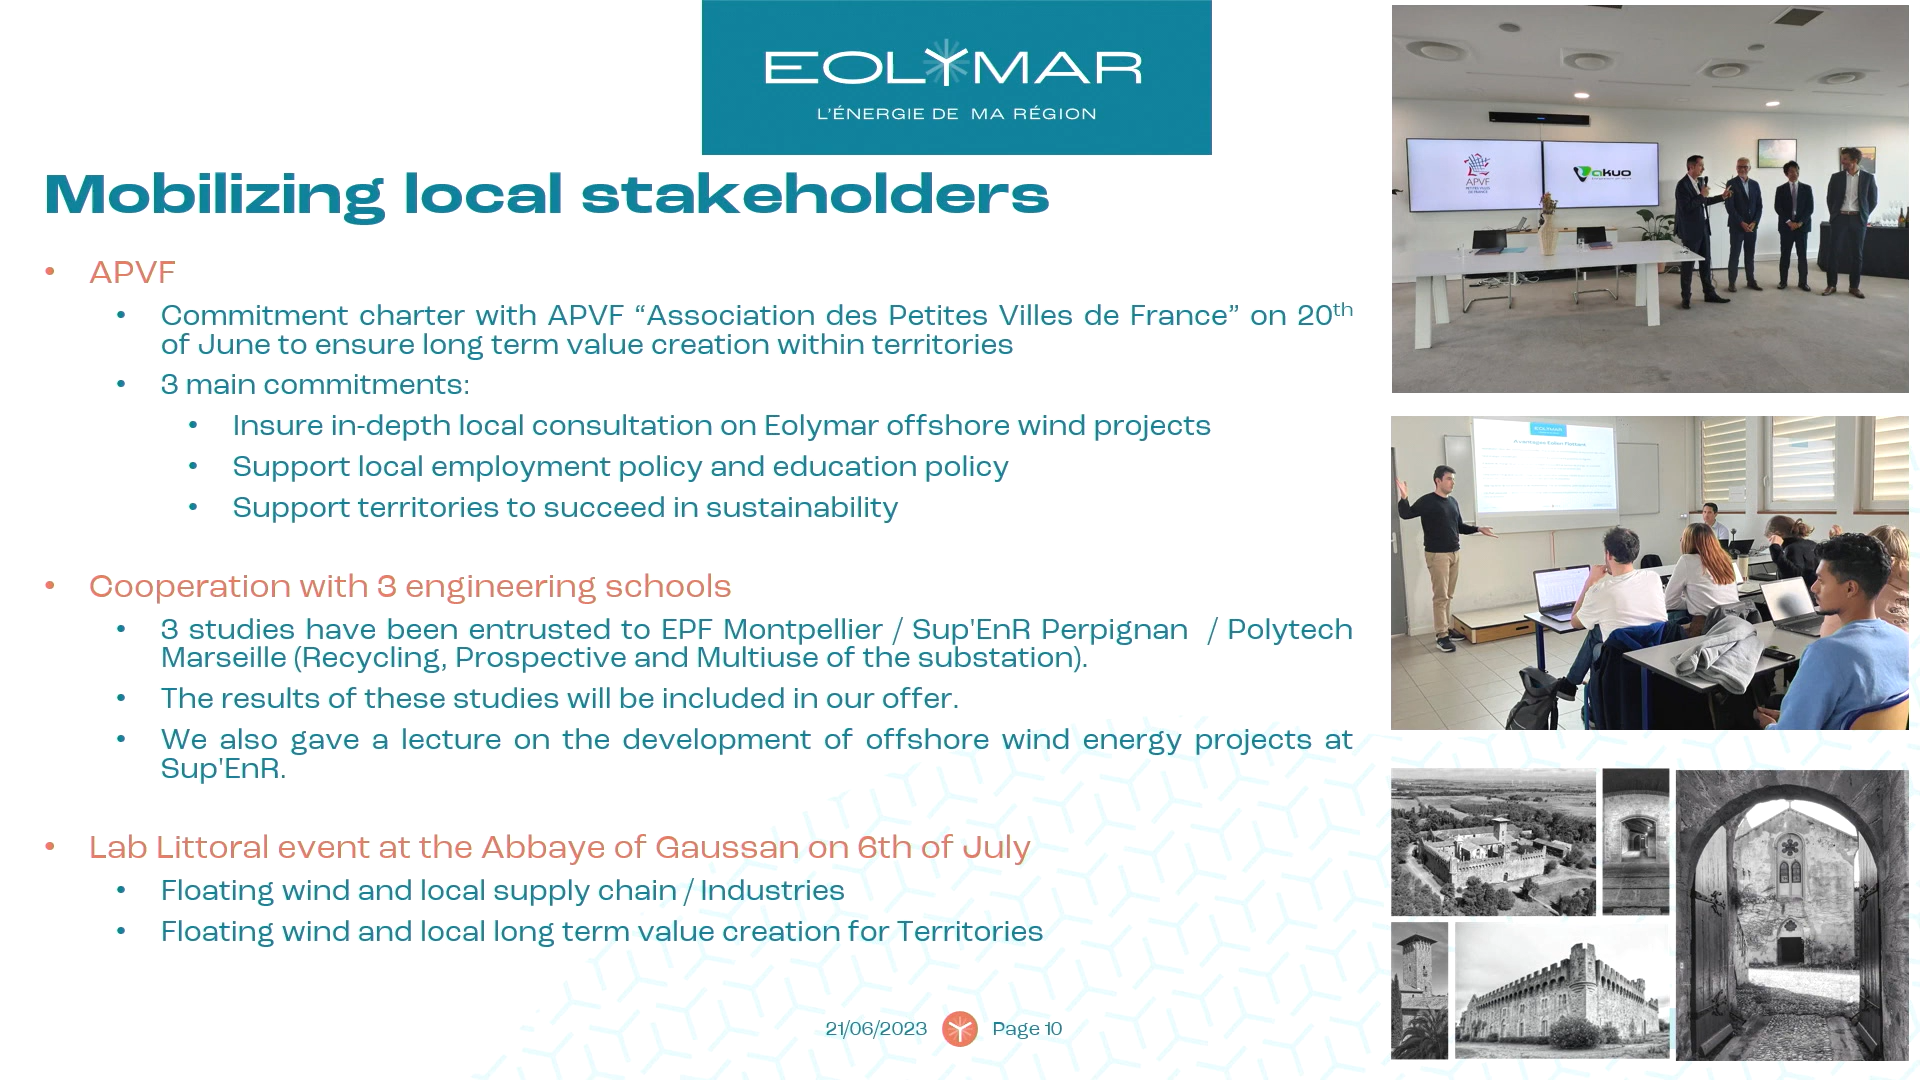 EOLYMAR
L'ÉNERGIE DE MA RÉGION
Mobilizing local stakeholders
• APVF
• Commitment charter with APVF “Association des Petites Villes de France” on 20th
of June to ensure long term value creation within territories
• 3 main commitments:
• Insure in-depth local consultation on Eolymar offshore wind projects
• Support local employment policy and education policy
• Support territories to succeed in sustainability
• Cooperation with 3 engineering schools
• 3 studies have been entrusted to EPF Montpellier / Sup'EnR Perpignan / Polytech
Marseille (Recycling, Prospective and Multiuse of the substation).
• The results of these studies will be included in our offer.
• We also gave a lecture on the development of offshore wind energy projects at
Sup'EnR.
• Lab Littoral event at the Abbaye of Gaussan on 6th of July
• Floating wind and local supply chain / Industries
• Floating wind and local long term value creation for Territories
21/06/2023 Page 10
APVF
akuo
EOLYMAR